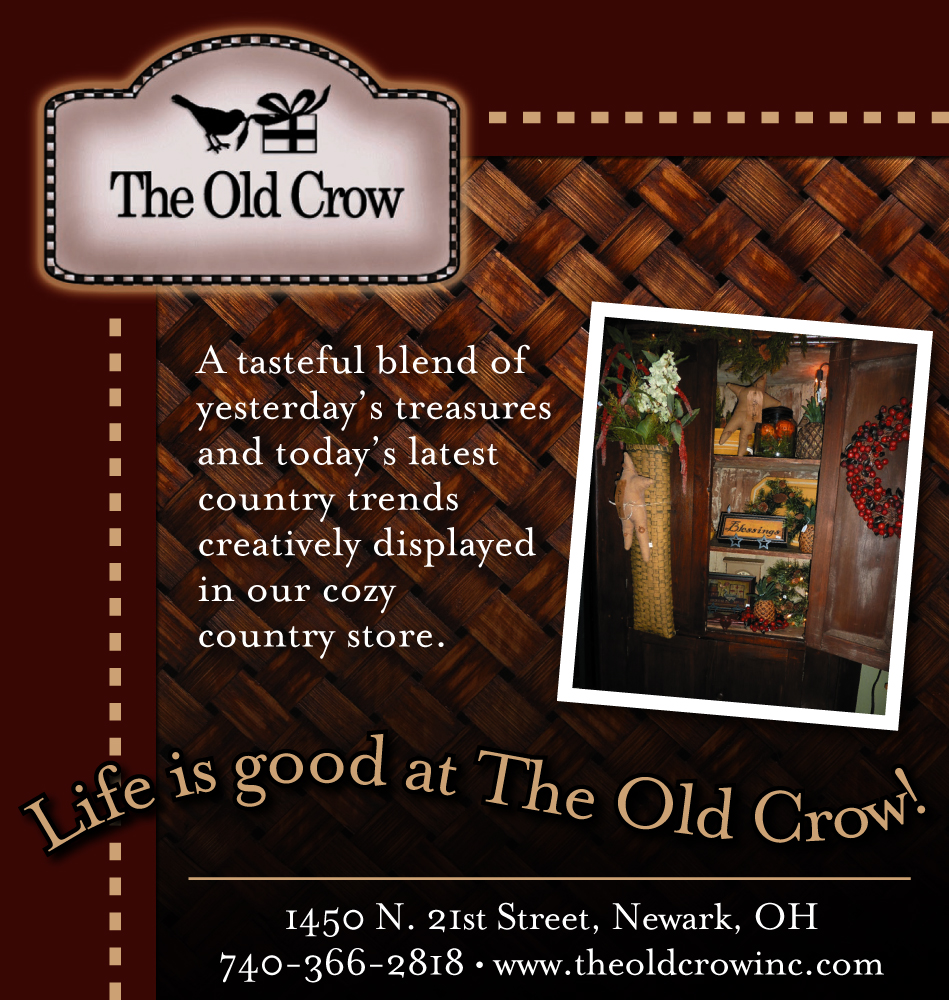 The Old Crow
A tasteful blend of
yesterday's treasures
and today's latest
country trends
creatively displayed
in our cozy
country store.
Blessings
Life is good at The Old Crow!
1450 N. 21st Street, Newark, OH
740-366-2818 • www.theoldcrowinc.com